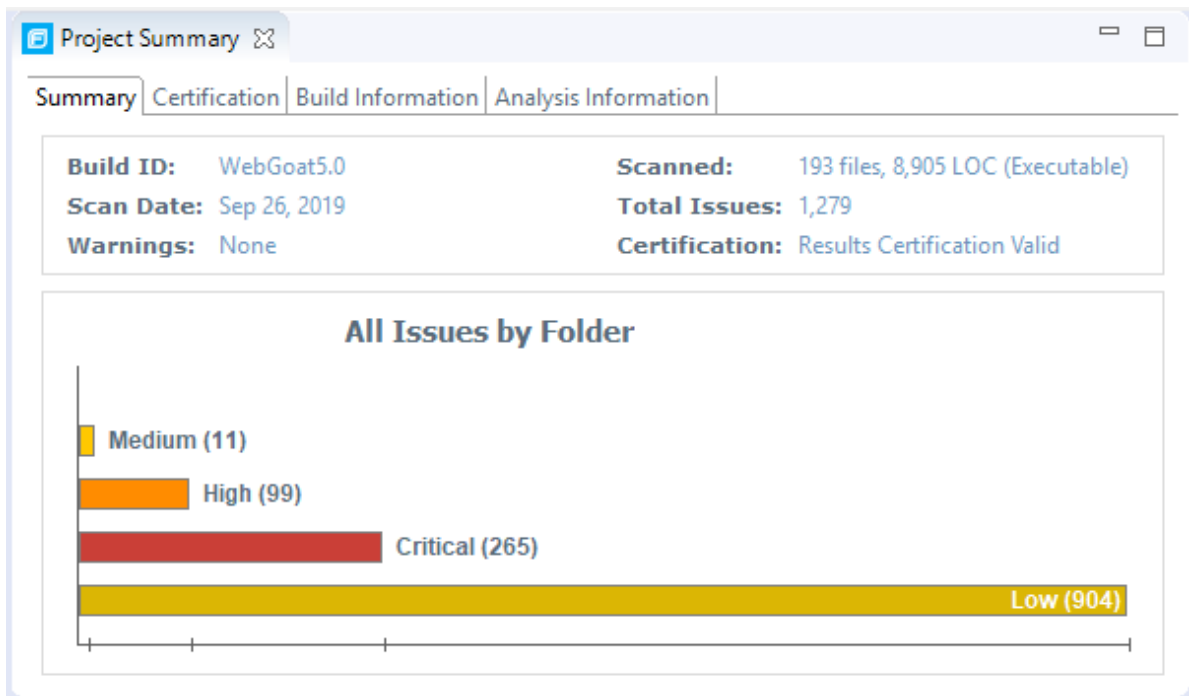 Project Summary
Summary Certification Build Information Analysis Information
Build ID: WebGoat5.0 Scanned: 193 files, 8,905 LOC (Executable)
Scan Date: Sep 26, 2019 Total Issues: 1,279
Warnings: None Certification: Results Certification Valid
All Issues by Folder
Medium (11)
High (99)
Critical (265)
Low (904)